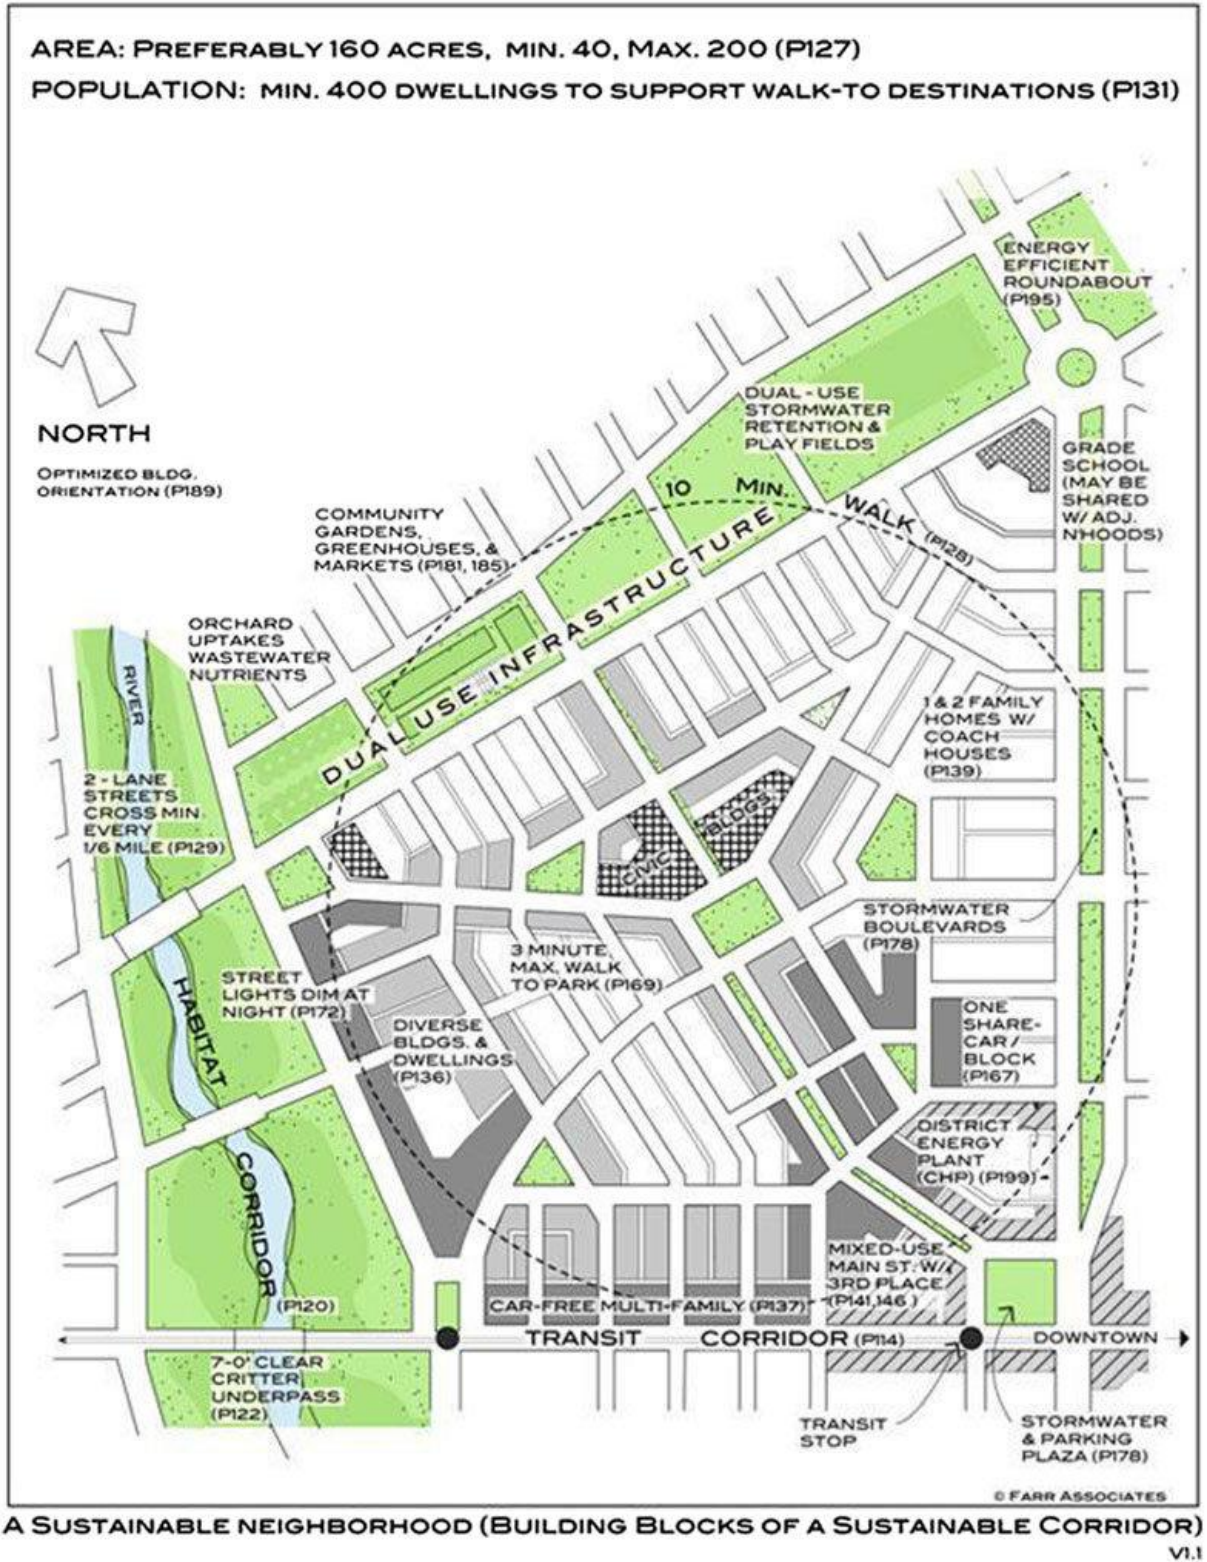 AREA: PREFERABLY 160 ACRES, MIN. 40, MAX. 200 (P127)
POPULATION: MIN. 400 DWELLINGS TO SUPPORT WALK-TO DESTINATIONS (P131)
ENERGY
EFFICIENT
ROUNDABOUT
(P195)
NORTH
OPTIMIZED BLDG.
ORIENTATION (P189)
DUAL - USE
STORMWATER
RETENTION &
PLAY FIELDS
GRADE
SCHOOL
(MAY BE
SHARED
W/ ADJ.
N'HOODS)
10 MIN. WALK (P128)
COMMUNITY
GARDENS,
GREENHOUSES, &
MARKETS (P181, 185)
DUAL USE INFRASTRUCTURE
ORCHARD
UPTAKES
WASTEWATER
NUTRIENTS
RIVER
1 & 2 FAMILY
HOMES W/
COACH
HOUSES
(P139)
2 - LANE
STREETS
CROSS MIN
EVERY
1/6 MILE (P129)
CIVIC
BLDGS.
STORMWATER
BOULEVARDS
(P178)
3 MINUTE,
MAX, WALK
TO PARK (P169)
STREET
LIGHTS DIM AT
NIGHT (P172)
HABITAT
CORRIDOR
(P120)
DIVERSE
BLDGS. &
DWELLINGS
(P136)
ONE
SHARE-
CAR /
BLOCK
(P167)
DISTRICT
ENERGY
PLANT
(CHP) (P199)
MIXED-USE
MAIN ST. W/
3RD PLACE
(P141,146 )
CAR-FREE MULTI-FAMILY (P137)
TRANSIT CORRIDOR (P114)
DOWNTOWN
7-0' CLEAR
CRITTER
UNDERPASS
(P122)
TRANSIT
STOP
STORMWATER
& PARKING
PLAZA (P178)
© FARR ASSOCIATES
A SUSTAINABLE NEIGHBORHOOD (BUILDING BLOCKS OF A SUSTAINABLE CORRIDOR)
V1.1